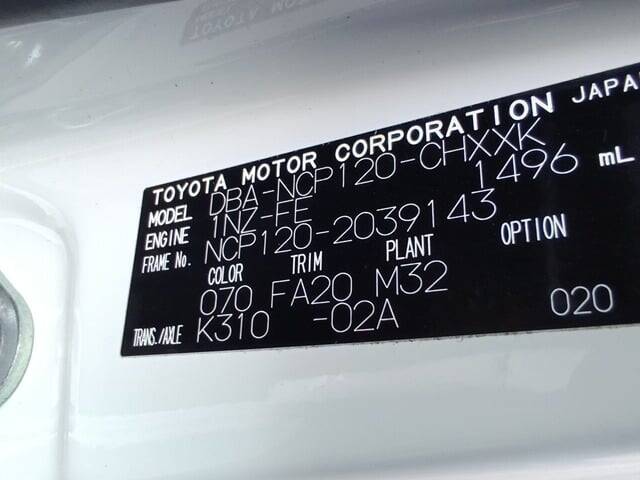 TOYOTA MOTOR CORPORATION JAPAN
MODEL DBA-NCP120-CHXXK
ENGINE 1NZ-FE 1496 mL
FRAME No. NCP120-2039143
COLOR TRIM PLANT OPTION
070 FA20 M32
TRANS./AXLE K310 -02A 020